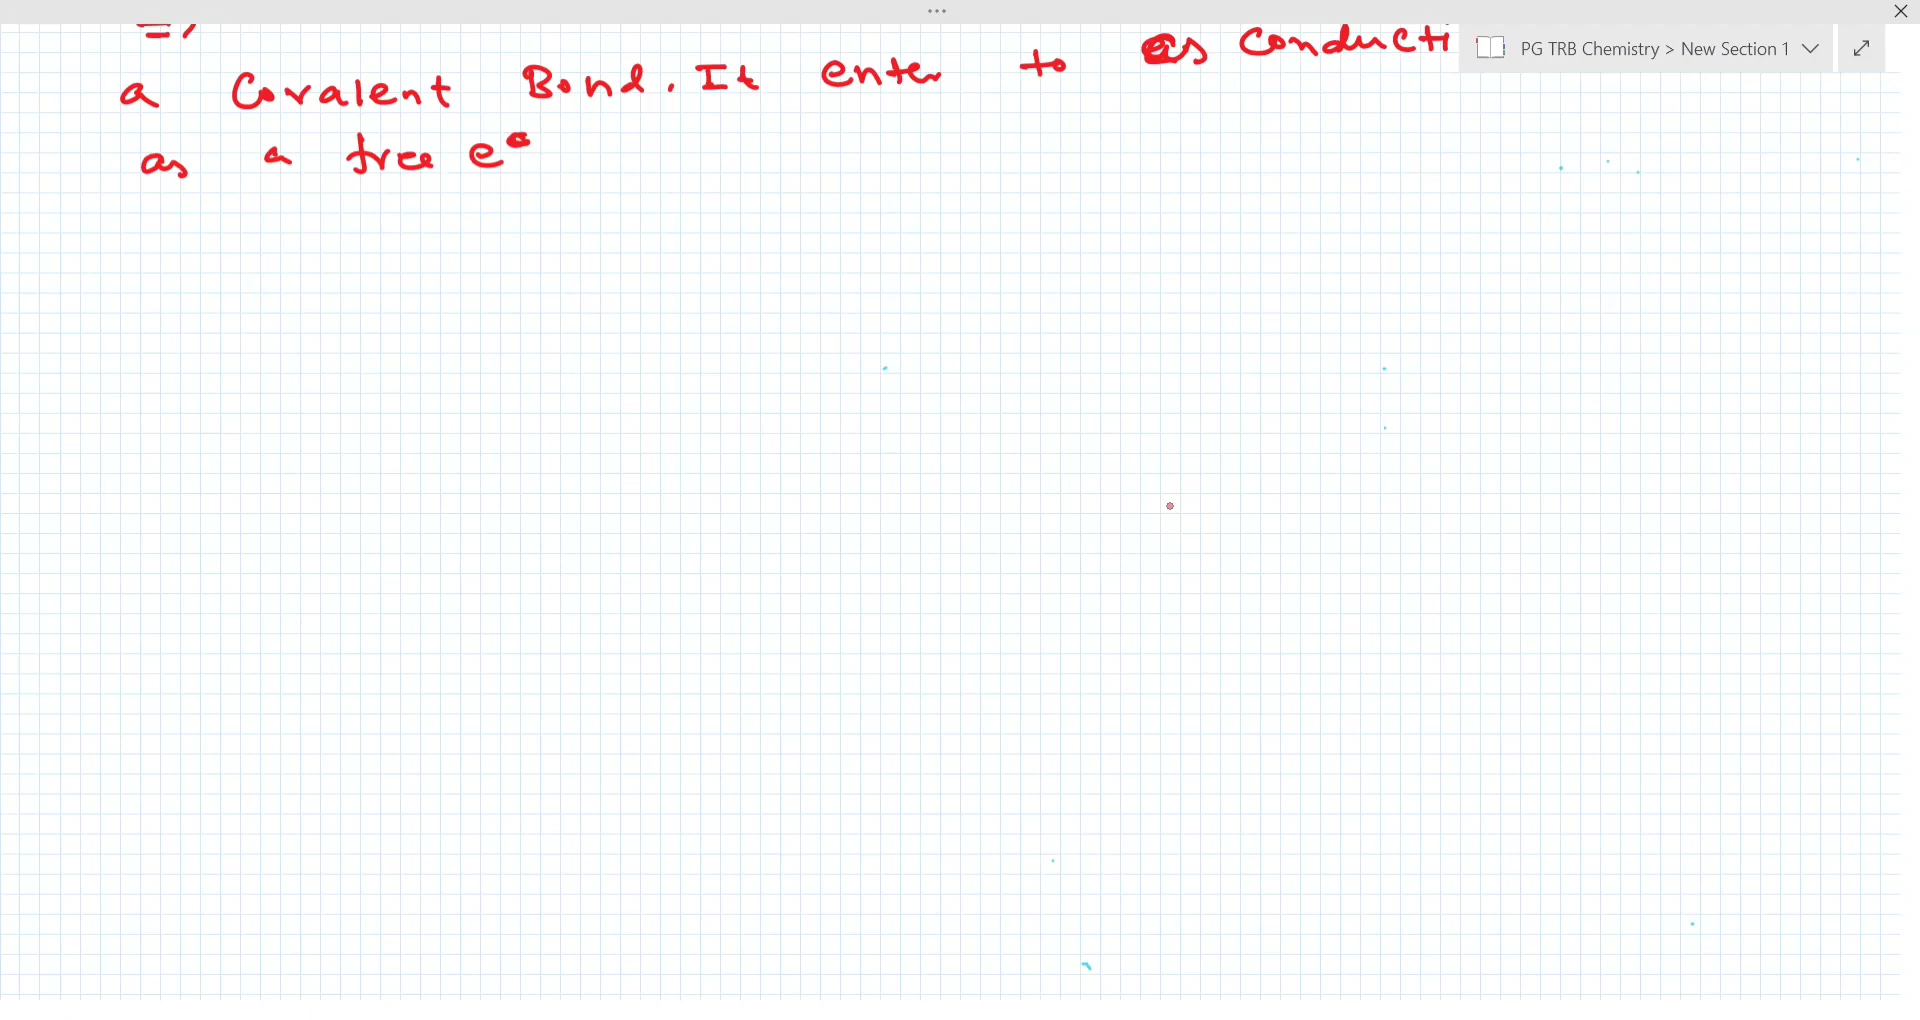 PG TRB Chemistry > New Section 1
a Covalent Bond. It enter to as conducti
as a free e